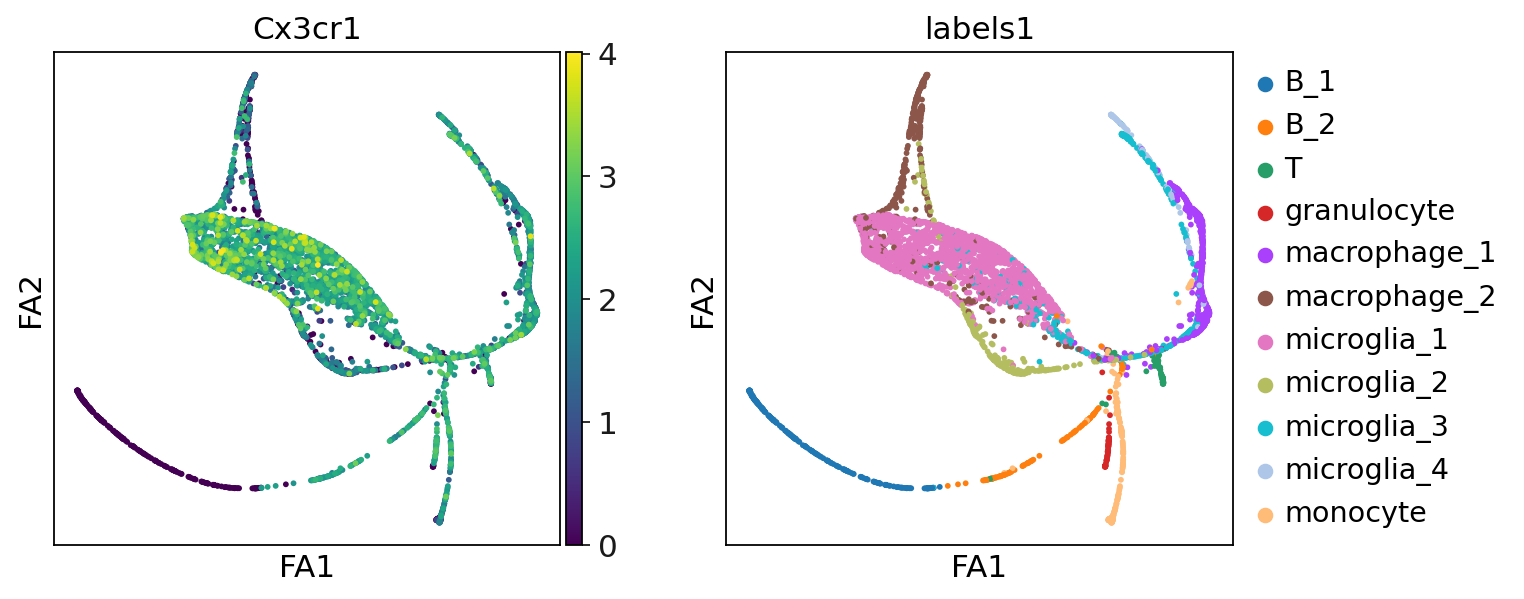 Cx3cr1
FA2
FA1
4
3
2
1
0
labels1
FA2
FA1
B_1
B_2
T
granulocyte
macrophage_1
macrophage_2
microglia_1
microglia_2
microglia_3
microglia_4
monocyte